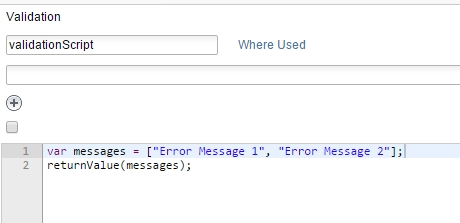 Validation
validationScript Where Used
1 var messages = ["Error Message 1", "Error Message 2"];
2 returnValue(messages);